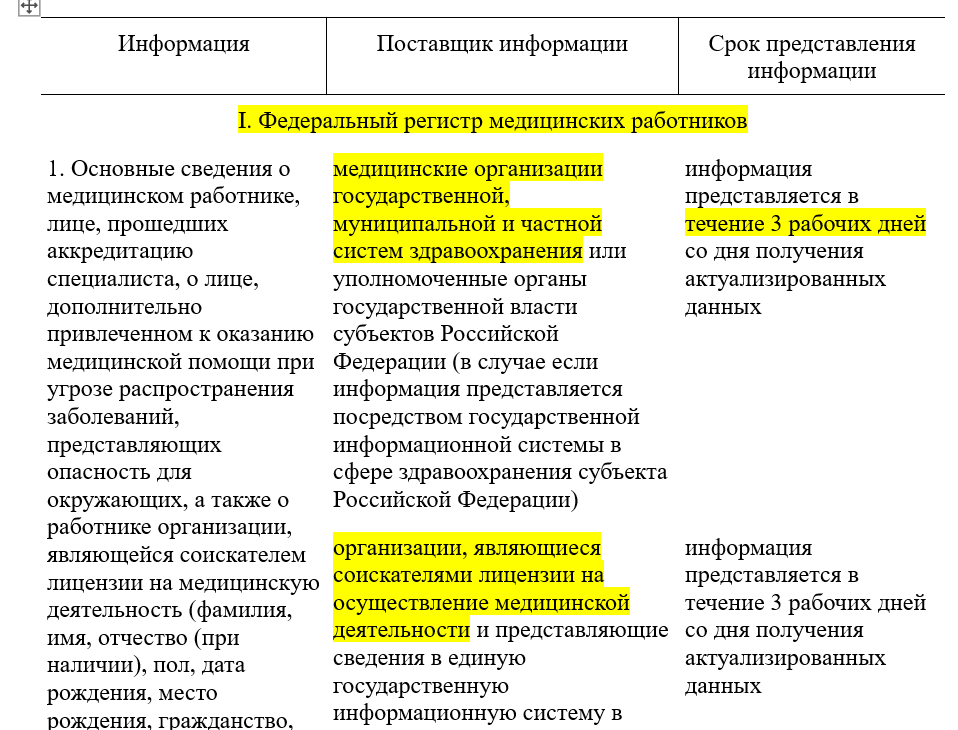 Информация
Поставщик информации
Срок представления
информации
I. Федеральный регистр медицинских работников
1. Основные сведения о
медицинском работнике,
лице, прошедших
аккредитацию
специалиста, о лице,
дополнительно
привлеченном к оказанию
медицинской помощи при
угрозе распространения
заболеваний,
представляющих
опасность для
окружающих, а также о
работнике организации,
являющейся соискателем
лицензии на медицинскую
деятельность (фамилия,
имя, отчество (при
наличии), пол, дата
рождения, место
рождения, гражданство,
медицинские организации
государственной,
муниципальной и частной
систем здравоохранения или
уполномоченные органы
государственной власти
субъектов Российской
Федерации (в случае если
информация представляется
посредством государственной
информационной системы в
сфере здравоохранения субъекта
Российской Федерации)
информация
представляется в
течение 3 рабочих дней
со дня получения
актуализированных
данных
организации, являющиеся
соискателями лицензии на
осуществление медицинской
деятельности и представляющие
сведения в единую
государственную
информационную систему в
информация
представляется в
течение 3 рабочих дней
со дня получения
актуализированных
данных